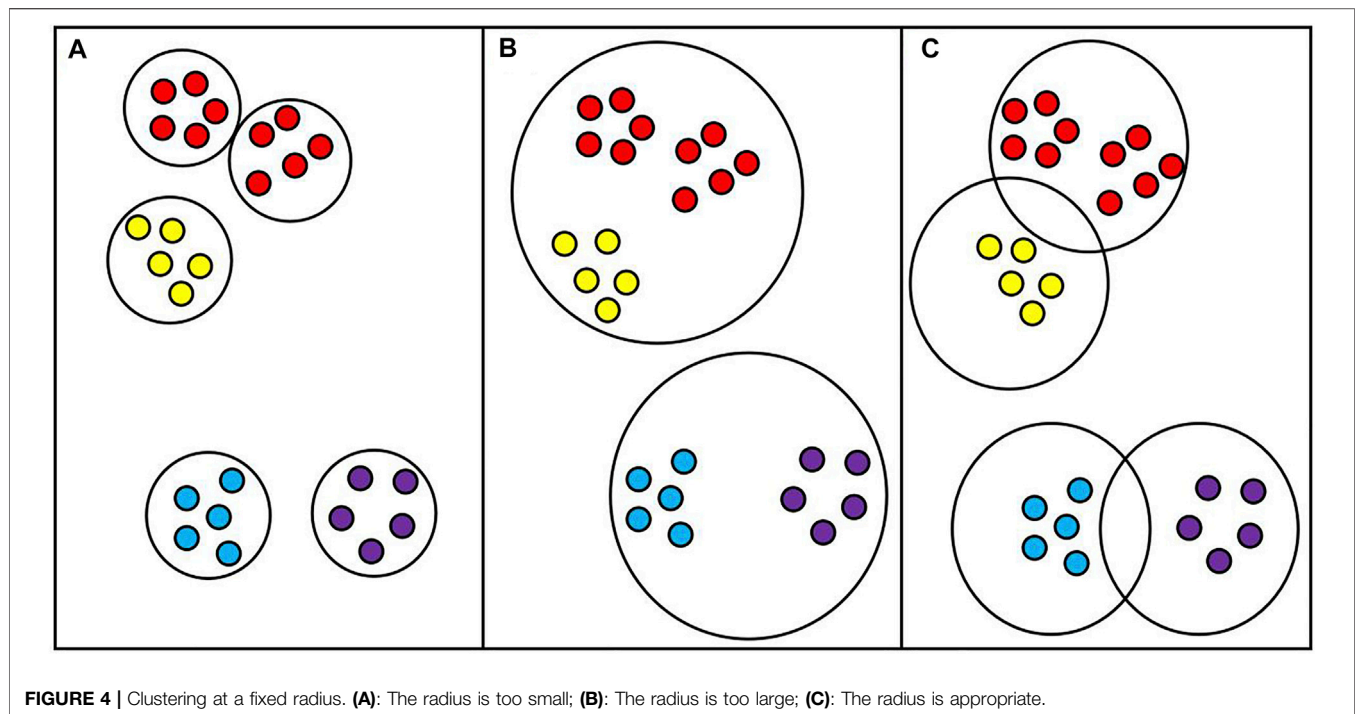 A
B
C
FIGURE 4 | Clustering at a fixed radius. (A): The radius is too small; (B): The radius is too large; (C): The radius is appropriate.